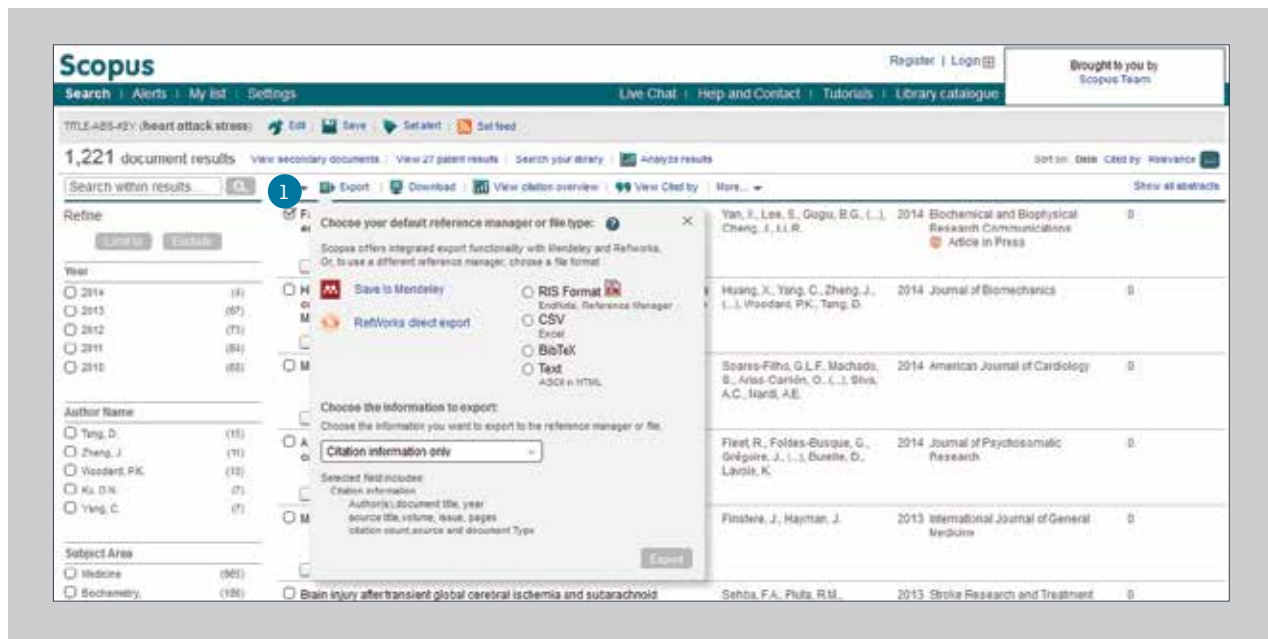 Scopus
Register | Login
Brought to you by
Scopus Team
Search | Alerts | My list | Settings
Live Chat | Help and Contact | Tutorials | Library catalogue
TITLE-ABS-KEY (heart attack stress) Edit | Save | Set alert | Set feed
1,221 document results View secondary documents | View 27 patent results | Search your library | Analyze results
Sort on: Date Cited by Relevance
Search within results...
1
Export | Download | View citation overview | View Cited by | More...
Show all abstracts
Refine
Limit to Exclude
Year
2014 (4)
2013 (67)
2012 (73)
2011 (84)
2010
Author Name
Teng, D. (15)
Zheng, J. (11)
Woodard, P.K. (10)
Ku, D.N. (7)
Yang, C. (7)
Subject Area
Medicine
Biochemistry,
Choose your default reference manager or file type:
×
Scopus offers integrated export functionality with Mendeley and Refworks.
Or, to use a different reference manager, choose a file format
Save to Mendeley
RefWorks direct export
RIS Format
EndNote, Reference Manager
CSV
Excel
BibTeX
Text
ASCII in HTML
Choose the information to export:
Choose the information you want to export to the reference manager or file.
Citation information only
Selected field includes:
Citation information
Author(s), document title, year
source title, volume, issue, pages
citation count, source and document Type
Export
Yan, X., Lee, S., Gugiu, B.G., (...), Cheng, J., Li, R.
2014 Biochemical and Biophysical Research Communications
Article in Press
0
Huang, X., Yang, C., Zheng, J., (...), Woodard, P.K., Tang, D.
2014 Journal of Biomechanics
0
Soares-Filho, G.L.F. Machado, S., Arias-Carrión, O., (...), Silva, A.C., Nardi, A.E.
2014 American Journal of Cardiology
0
Fleet, R., Foldes-Busque, G., Grégoire, J., (...), Burelle, D., Lavoie, K.
2014 Journal of Psychosomatic Research
0
Finsterer, J., Hayman, J.
2013 International Journal of General Medicine
0
Brain injury after transient global cerebral ischemia and subarachnoid
Sehba, F.A., Pluta, R.M.,
2013 Stroke Research and Treatment
0